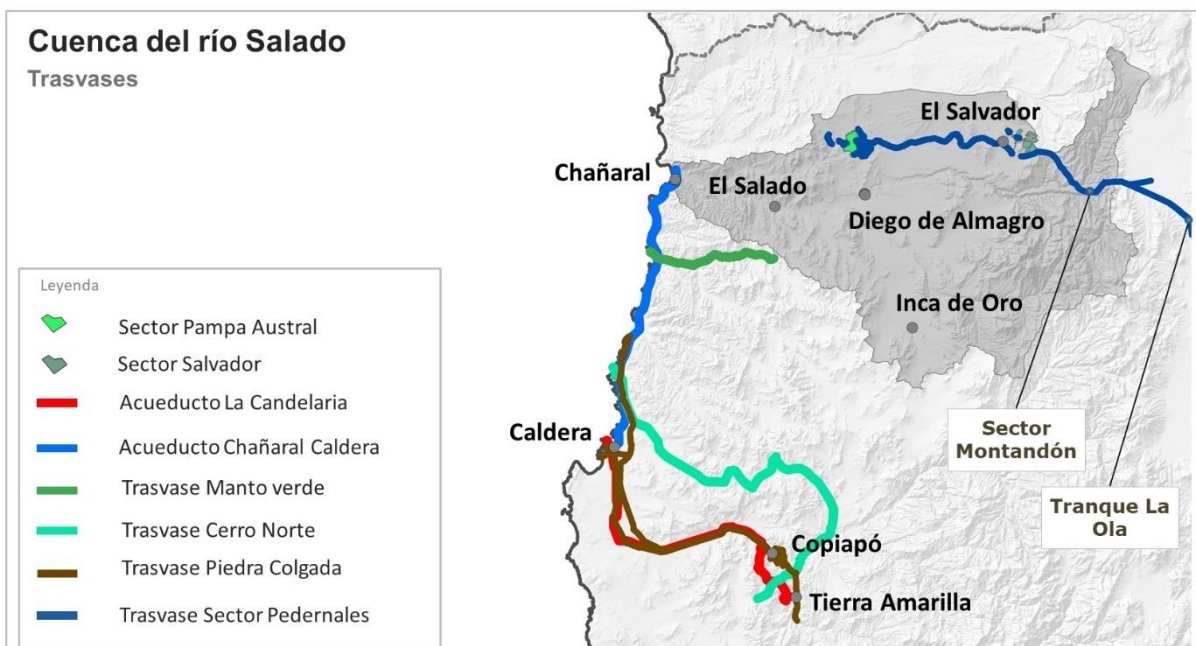 Cuenca del río Salado
Trasvases
El Salvador
Chañaral
El Salado
Diego de Almagro
Inca de Oro
Leyenda
Sector Pampa Austral
Sector Salvador
Acueducto La Candelaria
Acueducto Chañaral Caldera
Trasvase Manto verde
Trasvase Cerro Norte
Trasvase Piedra Colgada
Trasvase Sector Pedernales
Caldera
Sector
Montandón
Tranque La
Ola
Copiapó
Tierra Amarilla